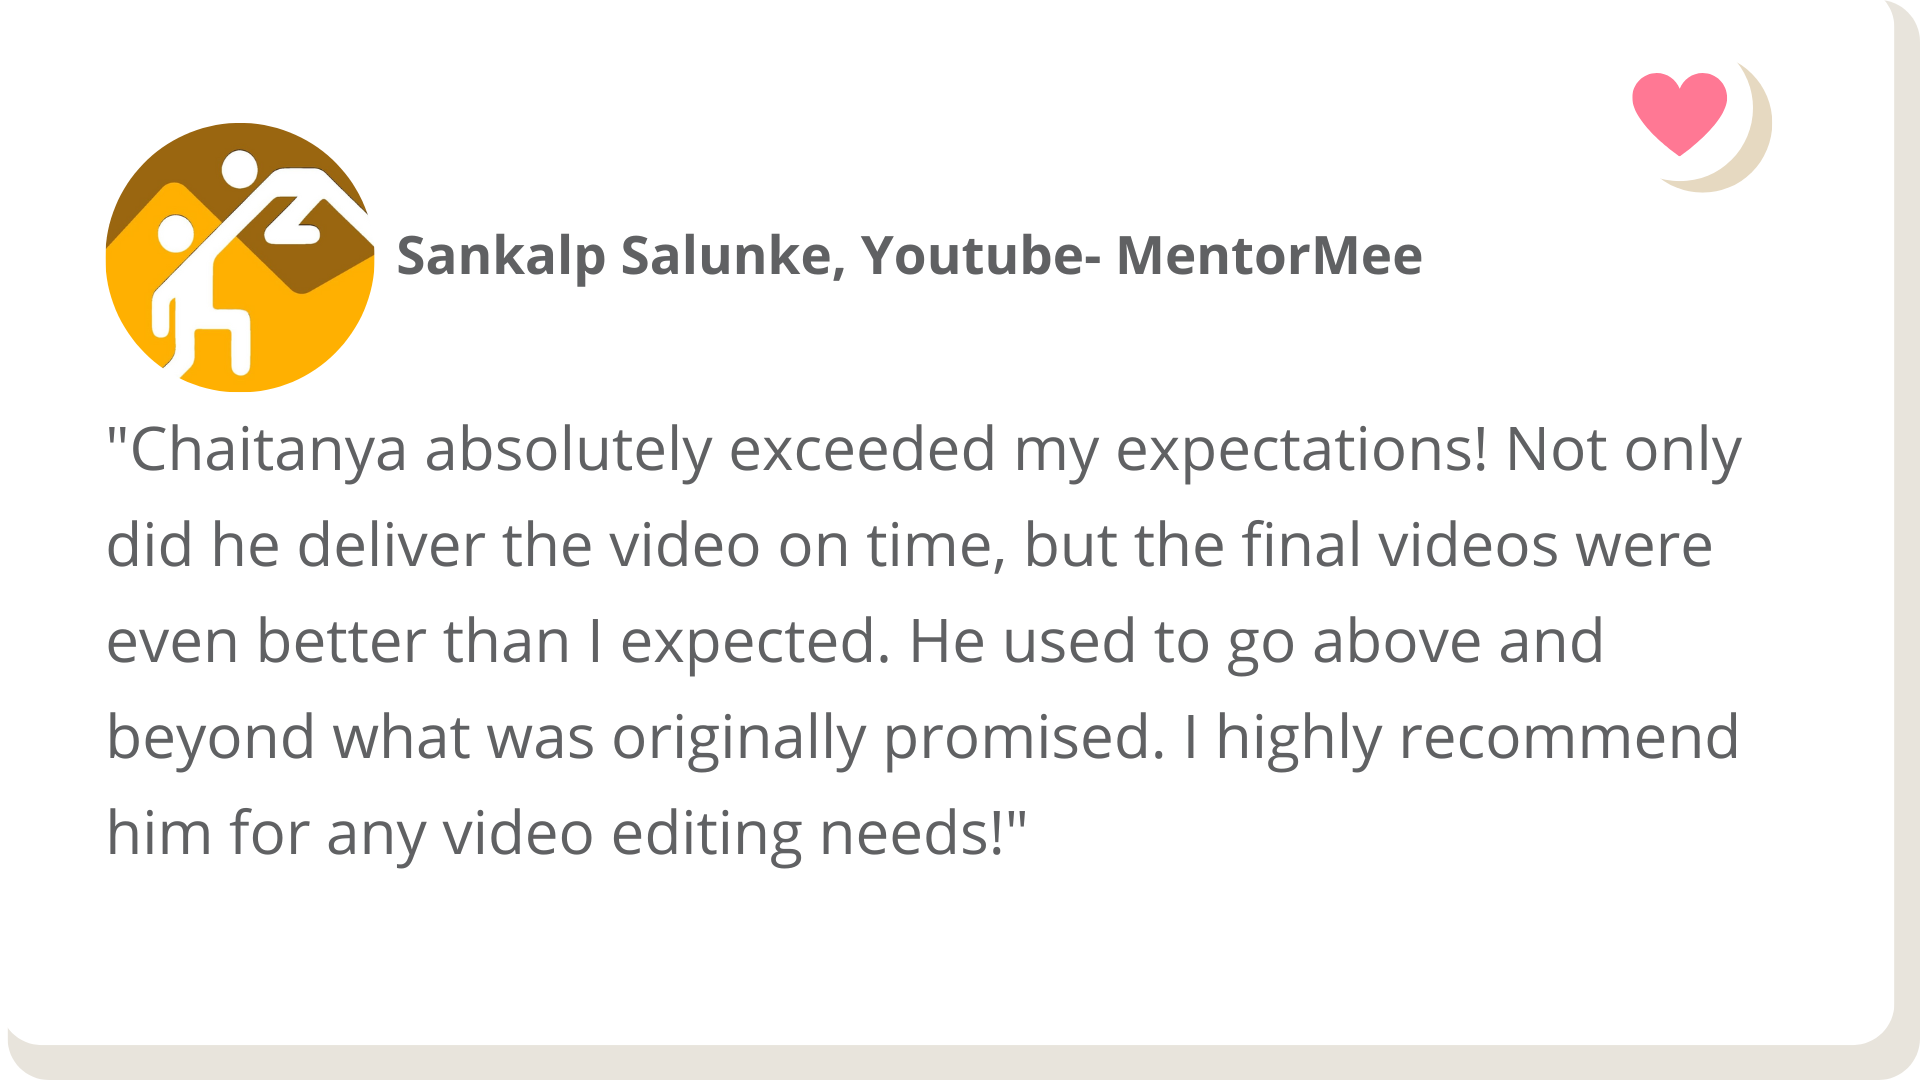 Sankalp Salunke, Youtube- MentorMee
"Chaitanya absolutely exceeded my expectations! Not only
did he deliver the video on time, but the final videos were
even better than I expected. He used to go above and
beyond what was originally promised. I highly recommend
him for any video editing needs!"